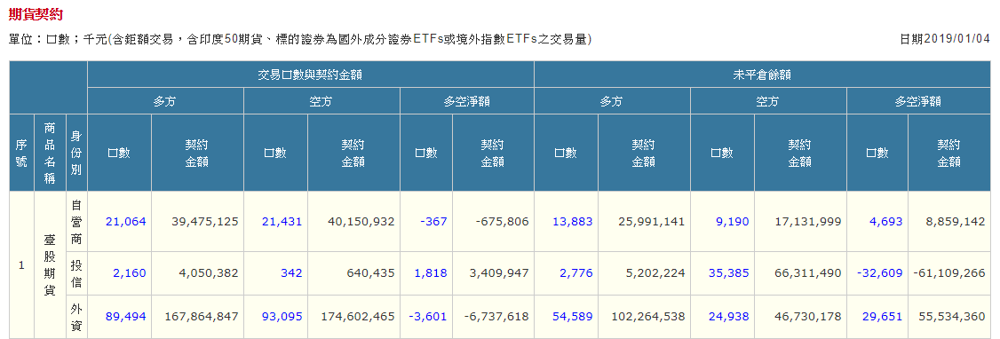 期貨契約
單位：口數；千元(含鉅額交易，含印度50期貨、標的證券為國外成分證券ETFs或境外指數ETFs之交易量) 日期2019/01/04
交易口數與契約金額 未平倉餘額
多方 空方 多空淨額 多方 空方 多空淨額
序號 商品名稱 身份別 口數 契約金額 口數 契約金額 口數 契約金額 口數 契約金額 口數 契約金額 口數 契約金額
1 臺股期貨 自營商 21,064 39,475,125 21,431 40,150,932 -367 -675,806 13,883 25,991,141 9,190 17,131,999 4,693 8,859,142
投信 2,160 4,050,382 342 640,435 1,818 3,409,947 2,776 5,202,224 35,385 66,311,490 -32,609 -61,109,266
外資 89,494 167,864,847 93,095 174,602,465 -3,601 -6,737,618 54,589 102,264,538 24,938 46,730,178 29,651 55,534,360